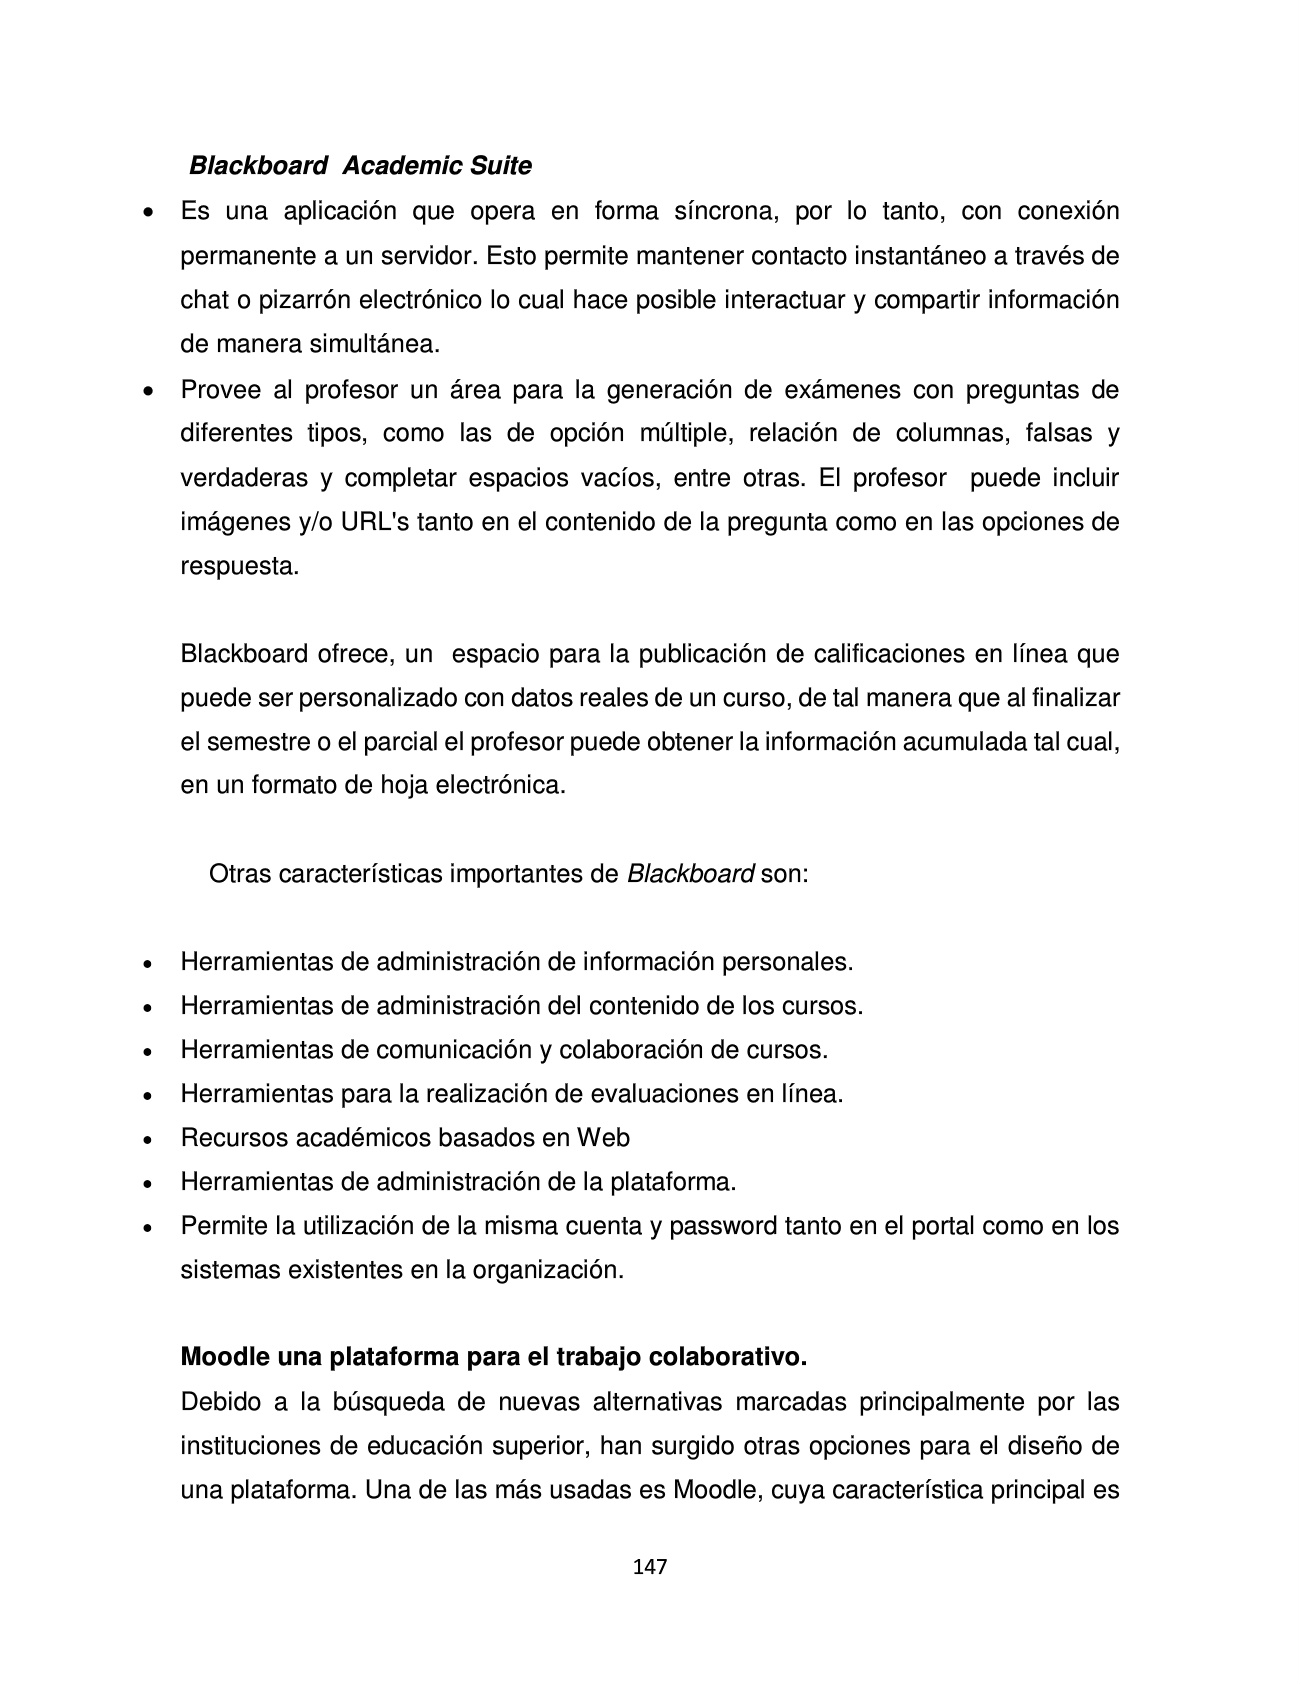 Blackboard  Academic Suite
• Es una aplicación que opera en forma síncrona, por lo tanto, con conexión
permanente a un servidor. Esto permite mantener contacto instantáneo a través de
chat o pizarrón electrónico lo cual hace posible interactuar y compartir información
de manera simultánea.
• Provee al profesor un área para la generación de exámenes con preguntas de
diferentes tipos, como las de opción múltiple, relación de columnas, falsas y
verdaderas y completar espacios vacíos, entre otras. El profesor  puede incluir
imágenes y/o URL's tanto en el contenido de la pregunta como en las opciones de
respuesta.
Blackboard ofrece, un  espacio para la publicación de calificaciones en línea que
puede ser personalizado con datos reales de un curso, de tal manera que al finalizar
el semestre o el parcial el profesor puede obtener la información acumulada tal cual,
en un formato de hoja electrónica.
Otras características importantes de Blackboard son:
• Herramientas de administración de información personales.
• Herramientas de administración del contenido de los cursos.
• Herramientas de comunicación y colaboración de cursos.
• Herramientas para la realización de evaluaciones en línea.
• Recursos académicos basados en Web
• Herramientas de administración de la plataforma.
• Permite la utilización de la misma cuenta y password tanto en el portal como en los
sistemas existentes en la organización.
Moodle una plataforma para el trabajo colaborativo.
Debido a la búsqueda de nuevas alternativas marcadas principalmente por las
instituciones de educación superior, han surgido otras opciones para el diseño de
una plataforma. Una de las más usadas es Moodle, cuya característica principal es
147